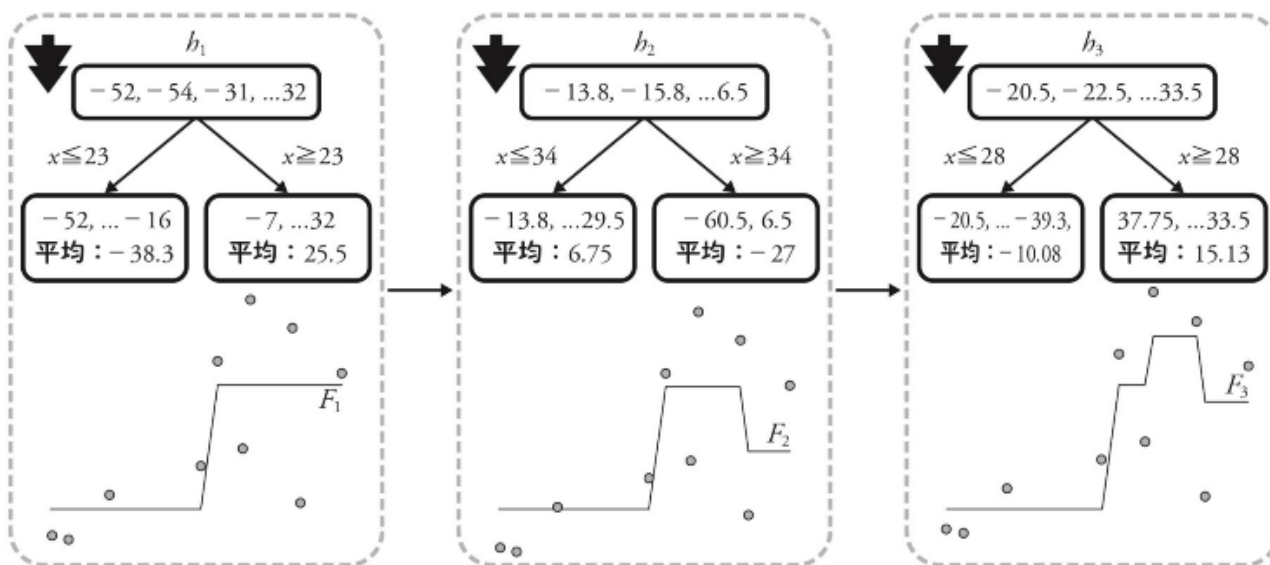 h₁
−52, −54, −31, ...32
x≦23
x≧23
−52, ... −16
平均：−38.3
−7, ...32
平均：25.5
F₁
h₂
−13.8, −15.8, ...6.5
x≦34
x≧34
−13.8, ...29.5
平均：6.75
−60.5, 6.5
平均：−27
F₂
h₃
−20.5, −22.5, ...33.5
x≦28
x≧28
−20.5, ... −39.3,
平均：−10.08
37.75, ...33.5
平均：15.13
F₃